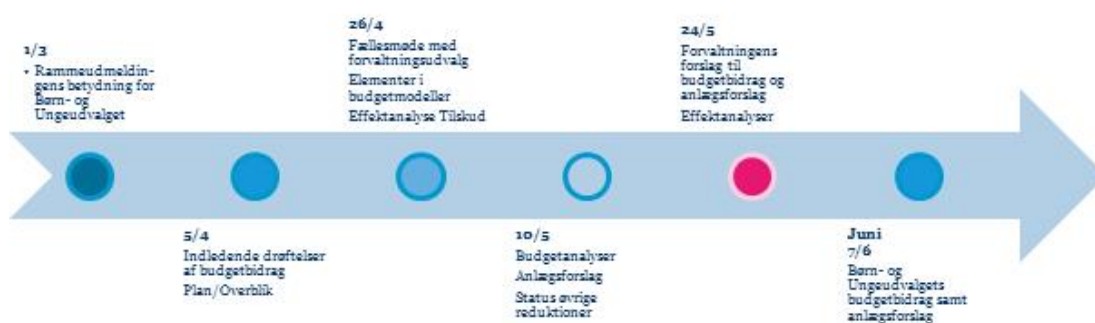 1/3
• Rammeudmeldin-
gens betydning for
Børn- og
Ungeudvalget
5/4
Indledende drøftelser
af budgetbidrag
Plan/Overblik
26/4
Fællesmøde med
forvaltningsudvalg
Elementer i
budgetmodeller
Effektanalyse Tilskud
10/5
Budgetanalyser
Anlægsforslag
Status øvrige
reduktioner
24/5
Forvaltningens
forslag til
budgetbidrag og
anlægsforslag
Effektanalyser
Juni
7/6
Børn- og
Ungeudvalgets
budgetbidrag samt
anlægsforslag